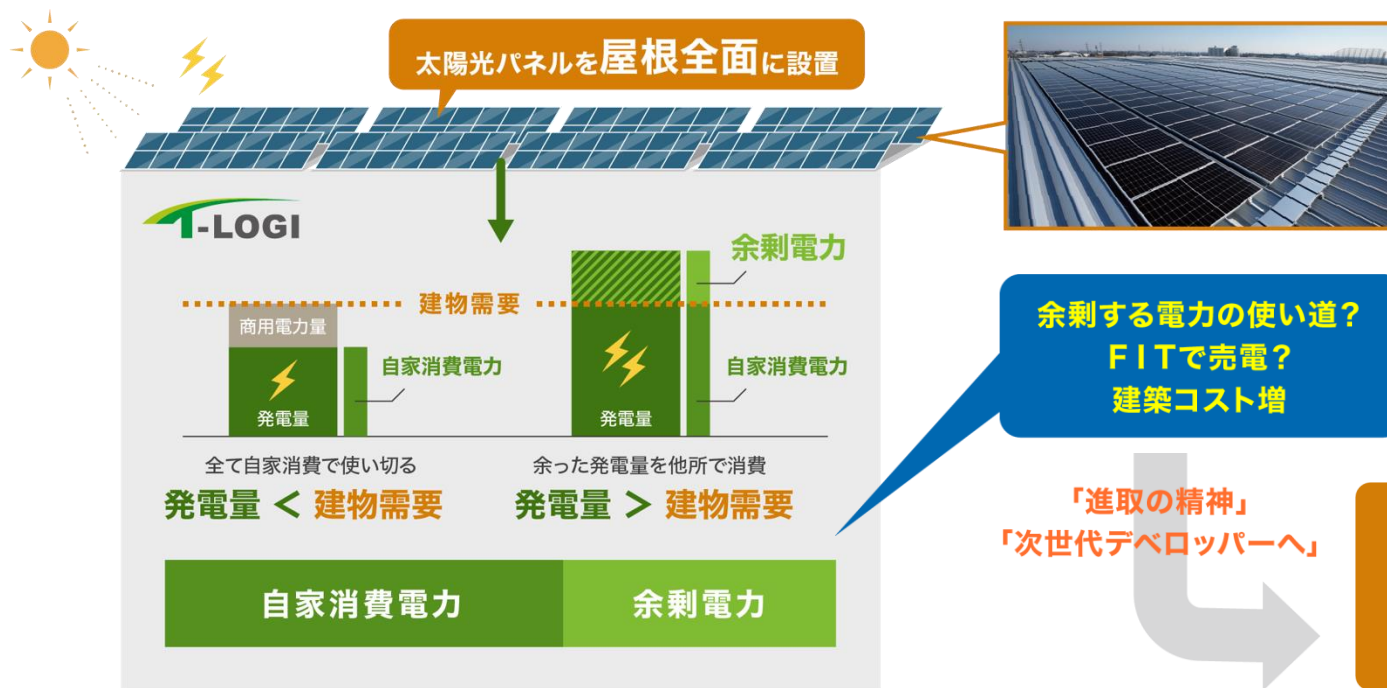 太陽光パネルを屋根全面に設置
T-LOGI
余剰電力
建物需要
商用電力量
自家消費電力
発電量
自家消費電力
発電量
全て自家消費で使い切る
発電量 < 建物需要
余った発電量を他所で消費
発電量 > 建物需要
自家消費電力
余剰電力
余剰する電力の使い道?
FITで売電?
建築コスト増
「進取の精神」
「次世代デベロッパーへ」